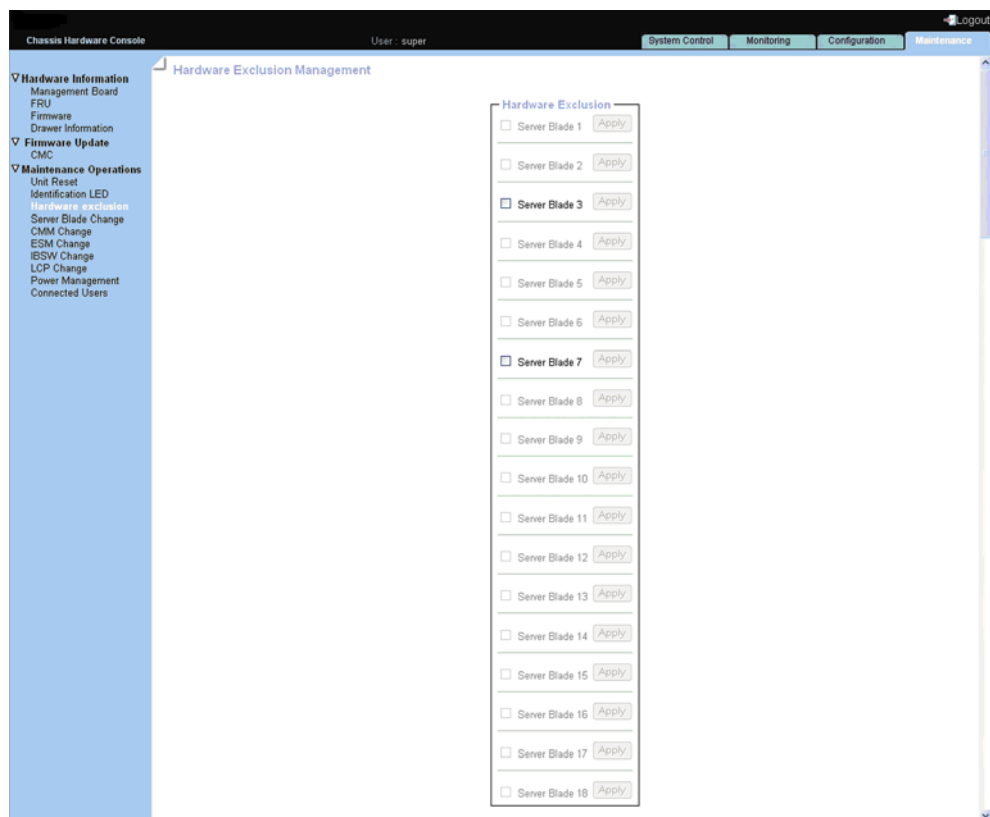 Logout
Chassis Hardware Console
User : super
System Control
Monitoring
Configuration
Maintenance
Hardware Information
Management Board
FRU
Firmware
Drawer Information
Firmware Update
CMC
Maintenance Operations
Unit Reset
Identification LED
Hardware exclusion
Server Blade Change
CMM Change
ESM Change
IBSW Change
LCP Change
Power Management
Connected Users
Hardware Exclusion Management
Hardware Exclusion
Server Blade 1 Apply
Server Blade 2 Apply
Server Blade 3 Apply
Server Blade 4 Apply
Server Blade 5 Apply
Server Blade 6 Apply
Server Blade 7 Apply
Server Blade 8 Apply
Server Blade 9 Apply
Server Blade 10 Apply
Server Blade 11 Apply
Server Blade 12 Apply
Server Blade 13 Apply
Server Blade 14 Apply
Server Blade 15 Apply
Server Blade 16 Apply
Server Blade 17 Apply
Server Blade 18 Apply